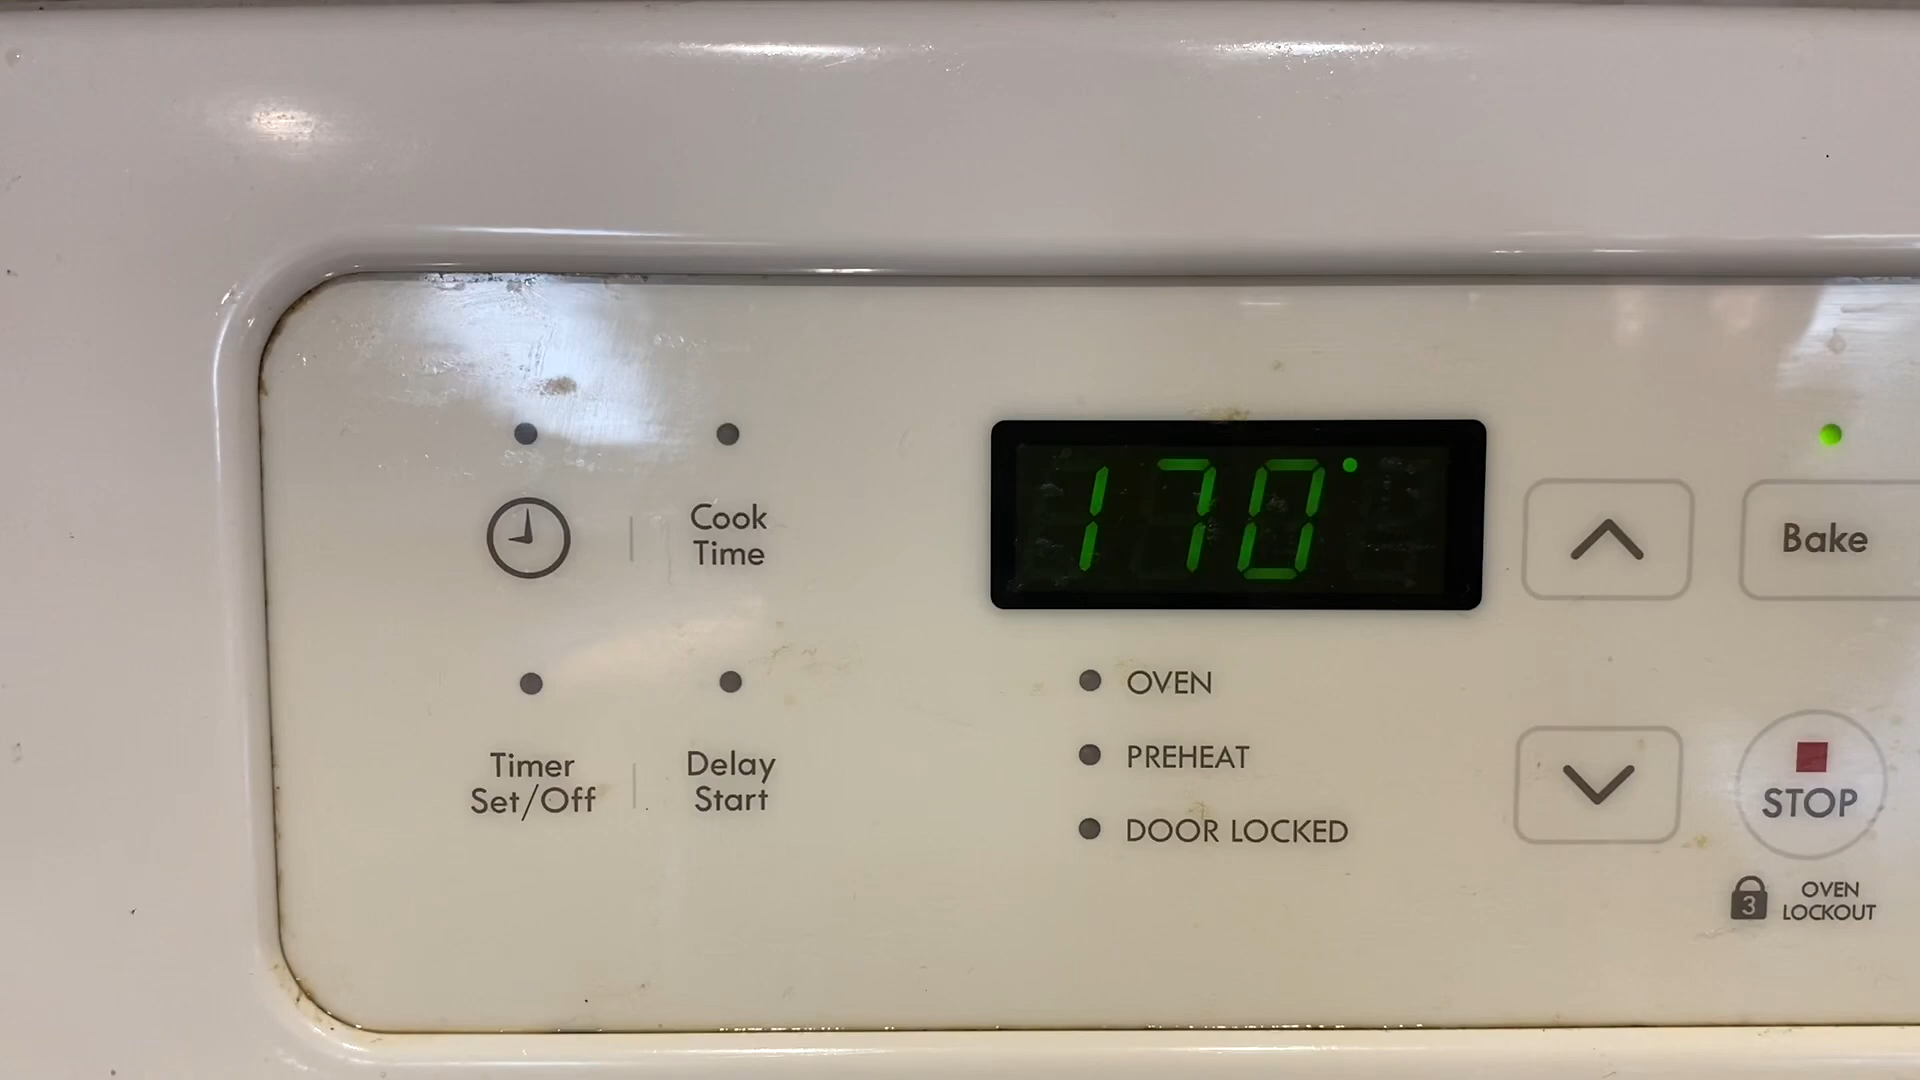 Cook
Time
170°
Bake
Timer
Set/Off
Delay
Start
OVEN
PREHEAT
DOOR LOCKED
STOP
3
OVEN
LOCKOUT